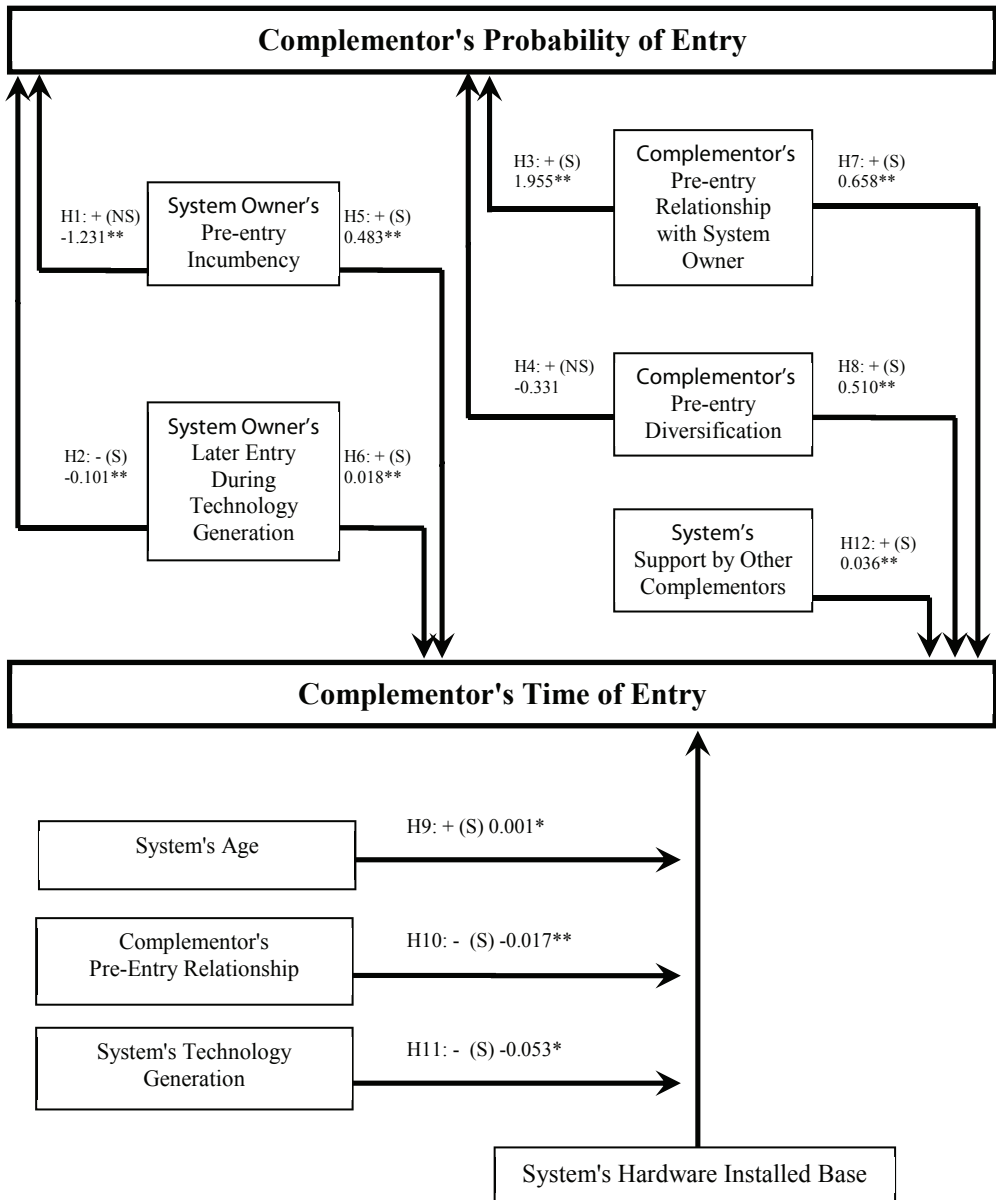 Complementor's Probability of Entry
H1: + (NS)
-1.231**
System Owner's
Pre-entry
Incumbency
H5: + (S)
0.483**
H3: + (S)
1.955**
Complementor's
Pre-entry
Relationship
with System
Owner
H7: + (S)
0.658**
H2: - (S)
-0.101**
System Owner's
Later Entry
During
Technology
Generation
H6: + (S)
0.018**
H4: + (NS)
-0.331
Complementor's
Pre-entry
Diversification
H8: + (S)
0.510**
System's
Support by Other
Complementors
H12: + (S)
0.036**
Complementor's Time of Entry
System's Age
H9: + (S) 0.001*
Complementor's
Pre-Entry Relationship
H10: - (S) -0.017**
System's Technology
Generation
H11: - (S) -0.053*
System's Hardware Installed Base